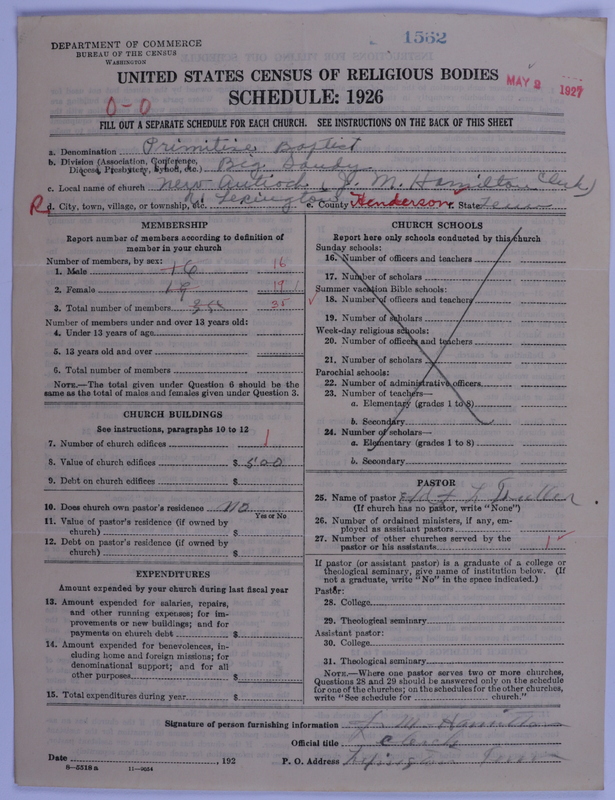 1562
DEPARTMENT OF COMMERCE
BUREAU OF THE CENSUS
WASHINGTON
UNITED STATES CENSUS OF RELIGIOUS BODIES
MAY 2 1927
SCHEDULE: 1926
0-0
FILL OUT A SEPARATE SCHEDULE FOR EACH CHURCH. SEE INSTRUCTIONS ON THE BACK OF THIS SHEET
a. Denomination Primitive Baptist
b. Division (Association, Conference, Diocese, Presbytery, Synod, etc.) Big Sandy
c. Local name of church New Antioch (J. M. Hamilton Clerk)
R d. City, town, village, or township, etc. Lexington e. County Henderson f. State Tenn
MEMBERSHIP
Report number of members according to definition of
member in your church
Number of members, by sex:
1. Male 16 16
2. Female 19 19
3. Total number of members 35
Number of members under and over 13 years old:
4. Under 13 years of age
5. 13 years old and over
6. Total number of members
NOTE.—The total given under Question 6 should be the
same as the total of males and females given under Question 3.
CHURCH BUILDINGS
See instructions, paragraphs 10 to 12
7. Number of church edifices 1
8. Value of church edifices $ 500
9. Debt on church edifices $
10. Does church own pastor's residence no
Yes or No
11. Value of pastor's residence (if owned by
church) $
12. Debt on pastor's residence (if owned by
church) $
EXPENDITURES
Amount expended by your church during last fiscal year
13. Amount expended for salaries, repairs,
and other running expenses; for im-
provements or new buildings; and for
payments on church debt $
14. Amount expended for benevolences, in-
cluding home and foreign missions; for
denominational support; and for all
other purposes $
15. Total expenditures during year $
CHURCH SCHOOLS
Report here only schools conducted by this church
Sunday schools:
16. Number of officers and teachers
17. Number of scholars
Summer vacation Bible schools:
18. Number of officers and teachers
19. Number of scholars
Week-day religious schools:
20. Number of officers and teachers
21. Number of scholars
Parochial schools:
22. Number of administrative officers
23. Number of teachers—
a. Elementary (grades 1 to 8)
b. Secondary
24. Number of scholars—
a. Elementary (grades 1 to 8)
b. Secondary
PASTOR
25. Name of pastor
(If church has no pastor, write "None")
26. Number of ordained ministers, if any, em-
ployed as assistant pastors
27. Number of other churches served by the
pastor or his assistants 1
If pastor (or assistant pastor) is a graduate of a college or
theological seminary, give name of institution below. (If
not a graduate, write "No" in the space indicated.)
Pastor:
28. College
29. Theological seminary
Assistant pastor:
30. College
31. Theological seminary
NOTE.—Where one pastor serves two or more churches,
Questions 28 and 29 should be answered only on the schedule
for one of the churches; on the schedules for the other churches,
write "See schedule for church."
Signature of person furnishing information J. M. Hamilton
Official title Clerk
Date , 192 P. O. Address Lexington Tenn
8-5318a 11-9024